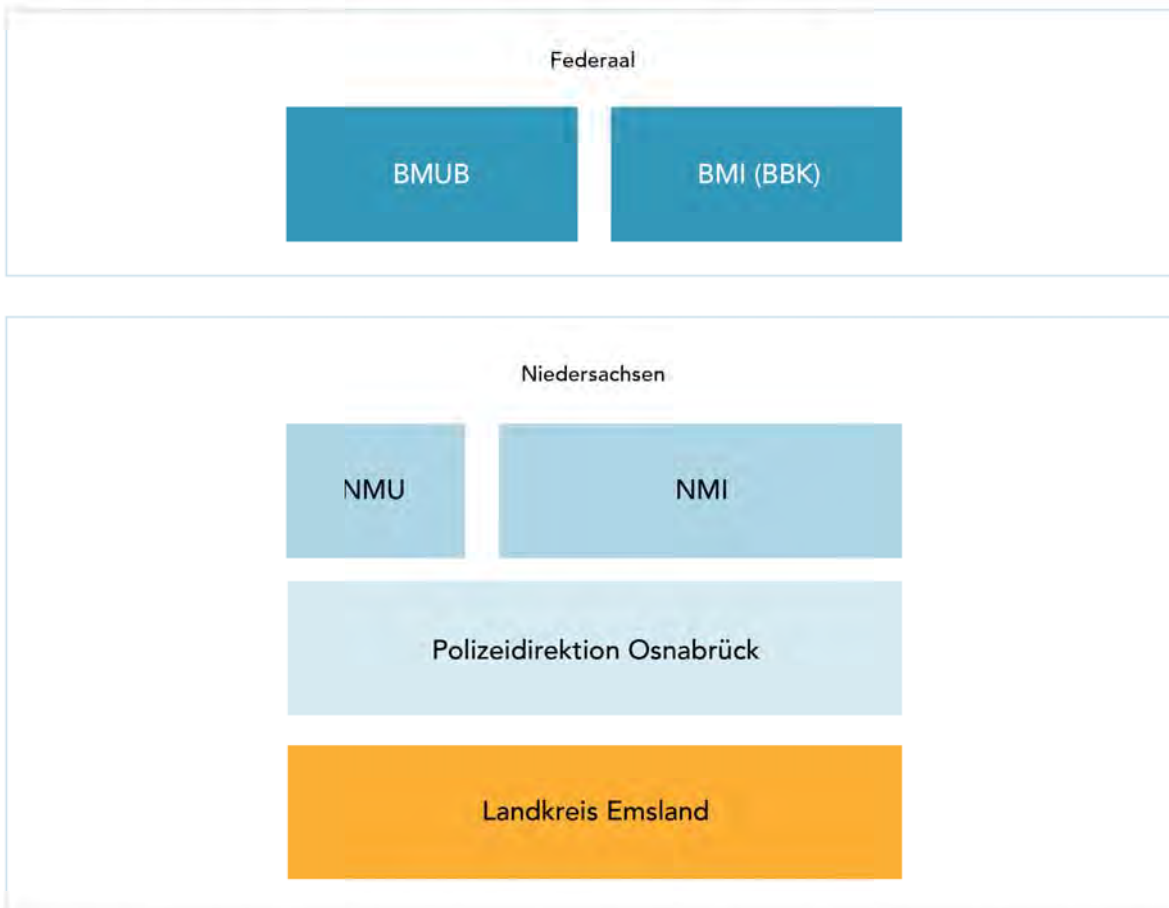 Federaal
BMUB
BMI (BBK)
Niedersachsen
NMU
NMI
Polizeidirektion Osnabrück
Landkreis Emsland